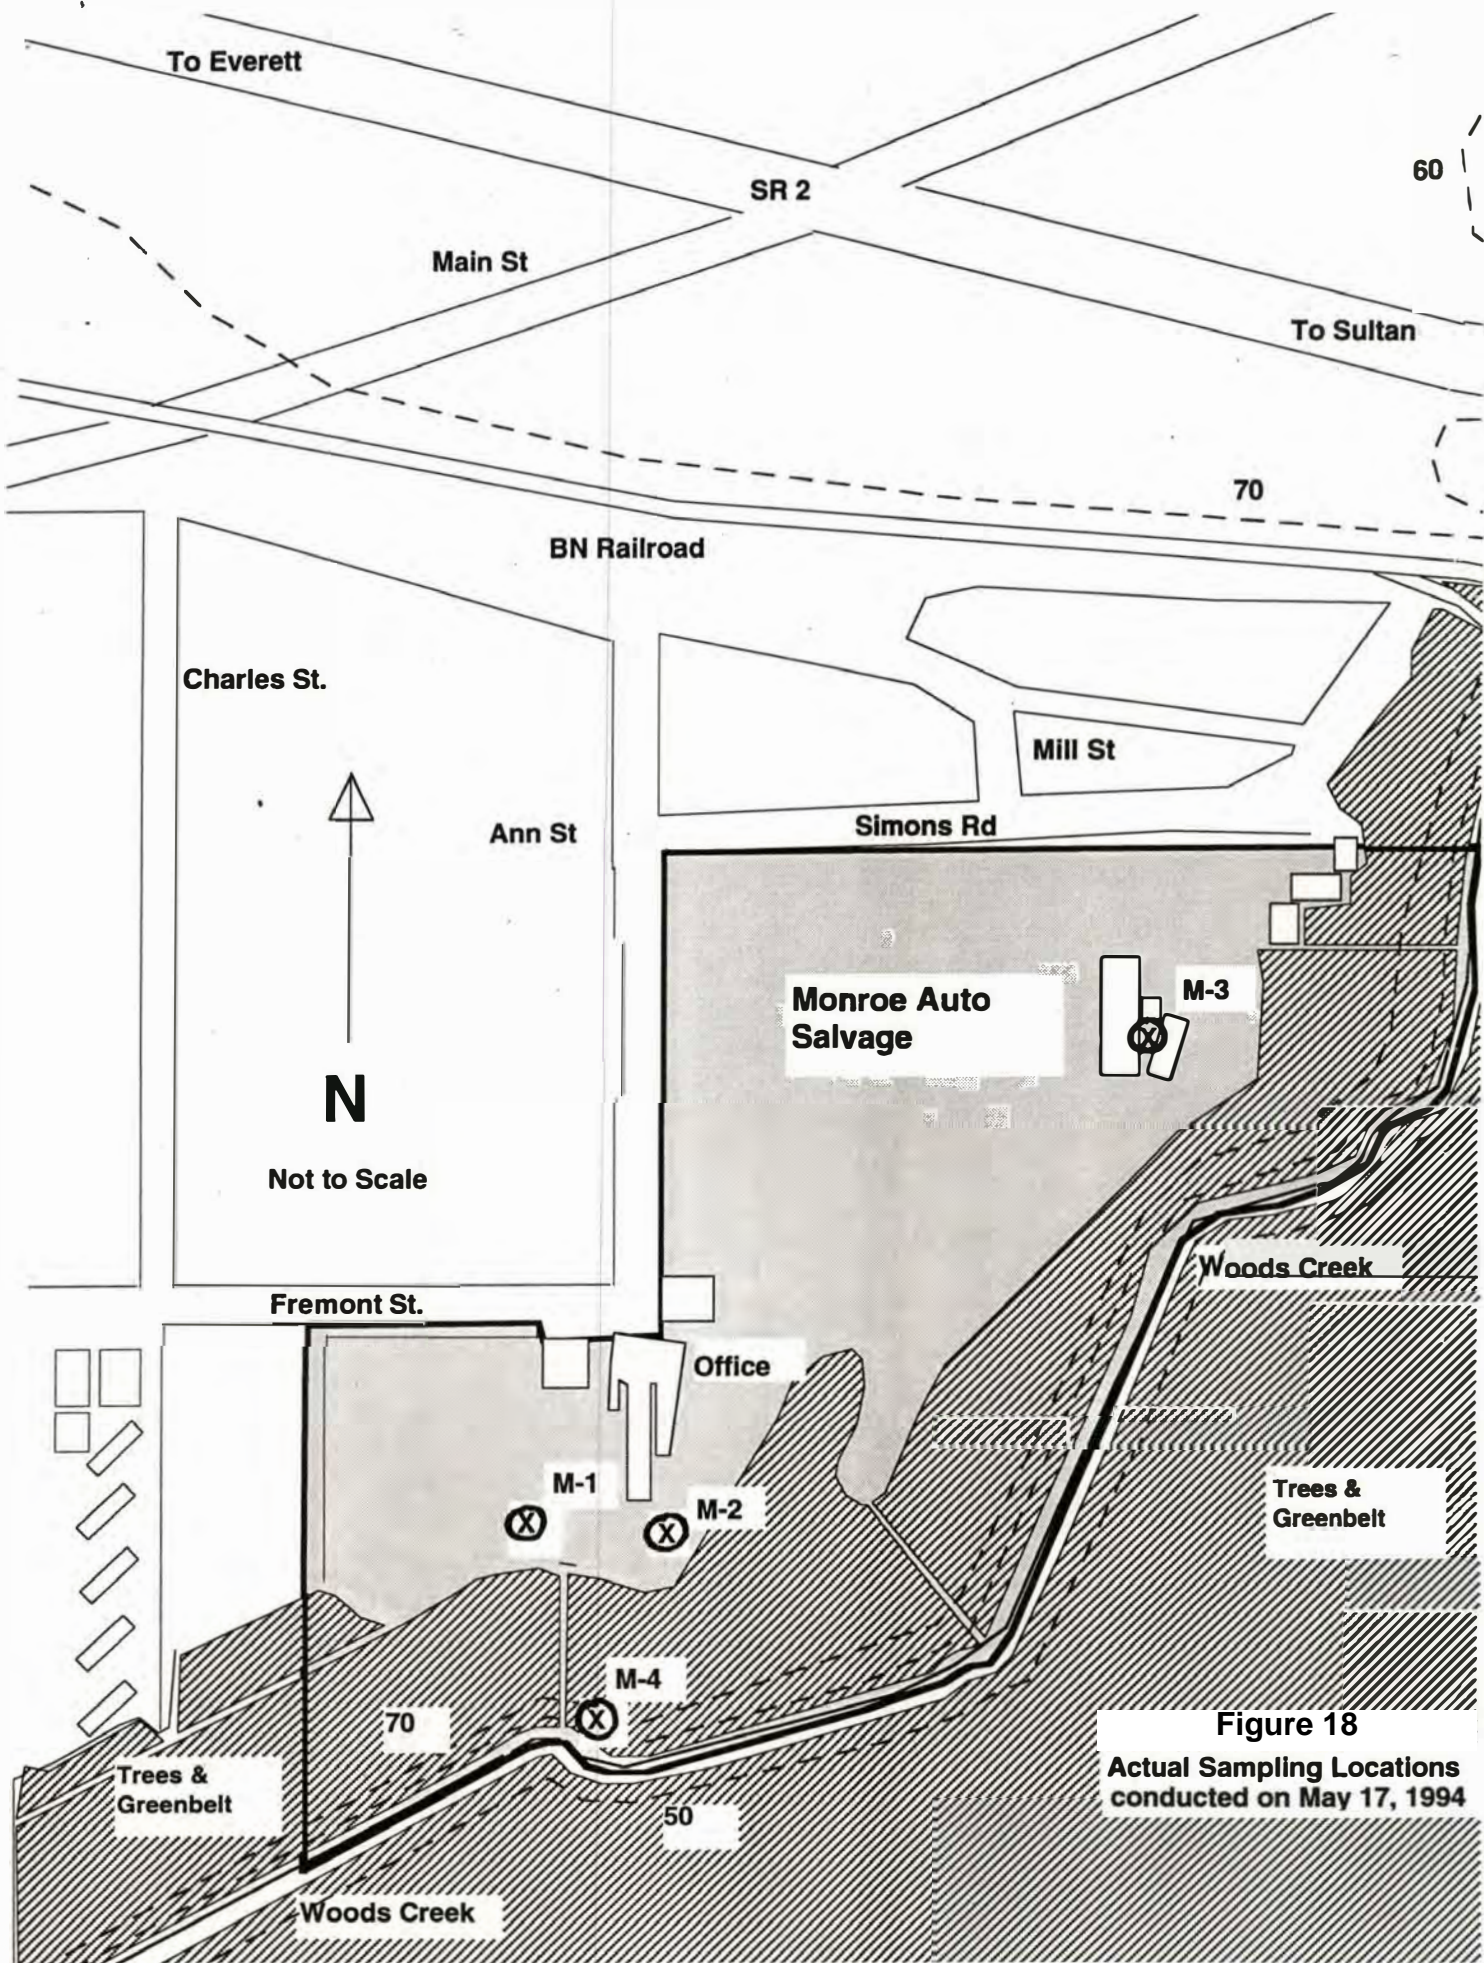 To Everett
60
SR 2
Main St
To Sultan
70
BN Railroad
Charles St.
Mill St
Ann St
Simons Rd
M-3
Monroe Auto
Salvage
X
N
Not to Scale
Woods Creek
Fremont St.
Office
M-1
M-2
X
X
Trees &
Greenbelt
M-4
X
70
Figure 18
Actual Sampling Locations
conducted on May 17, 1994
Trees &
Greenbelt
50
Woods Creek